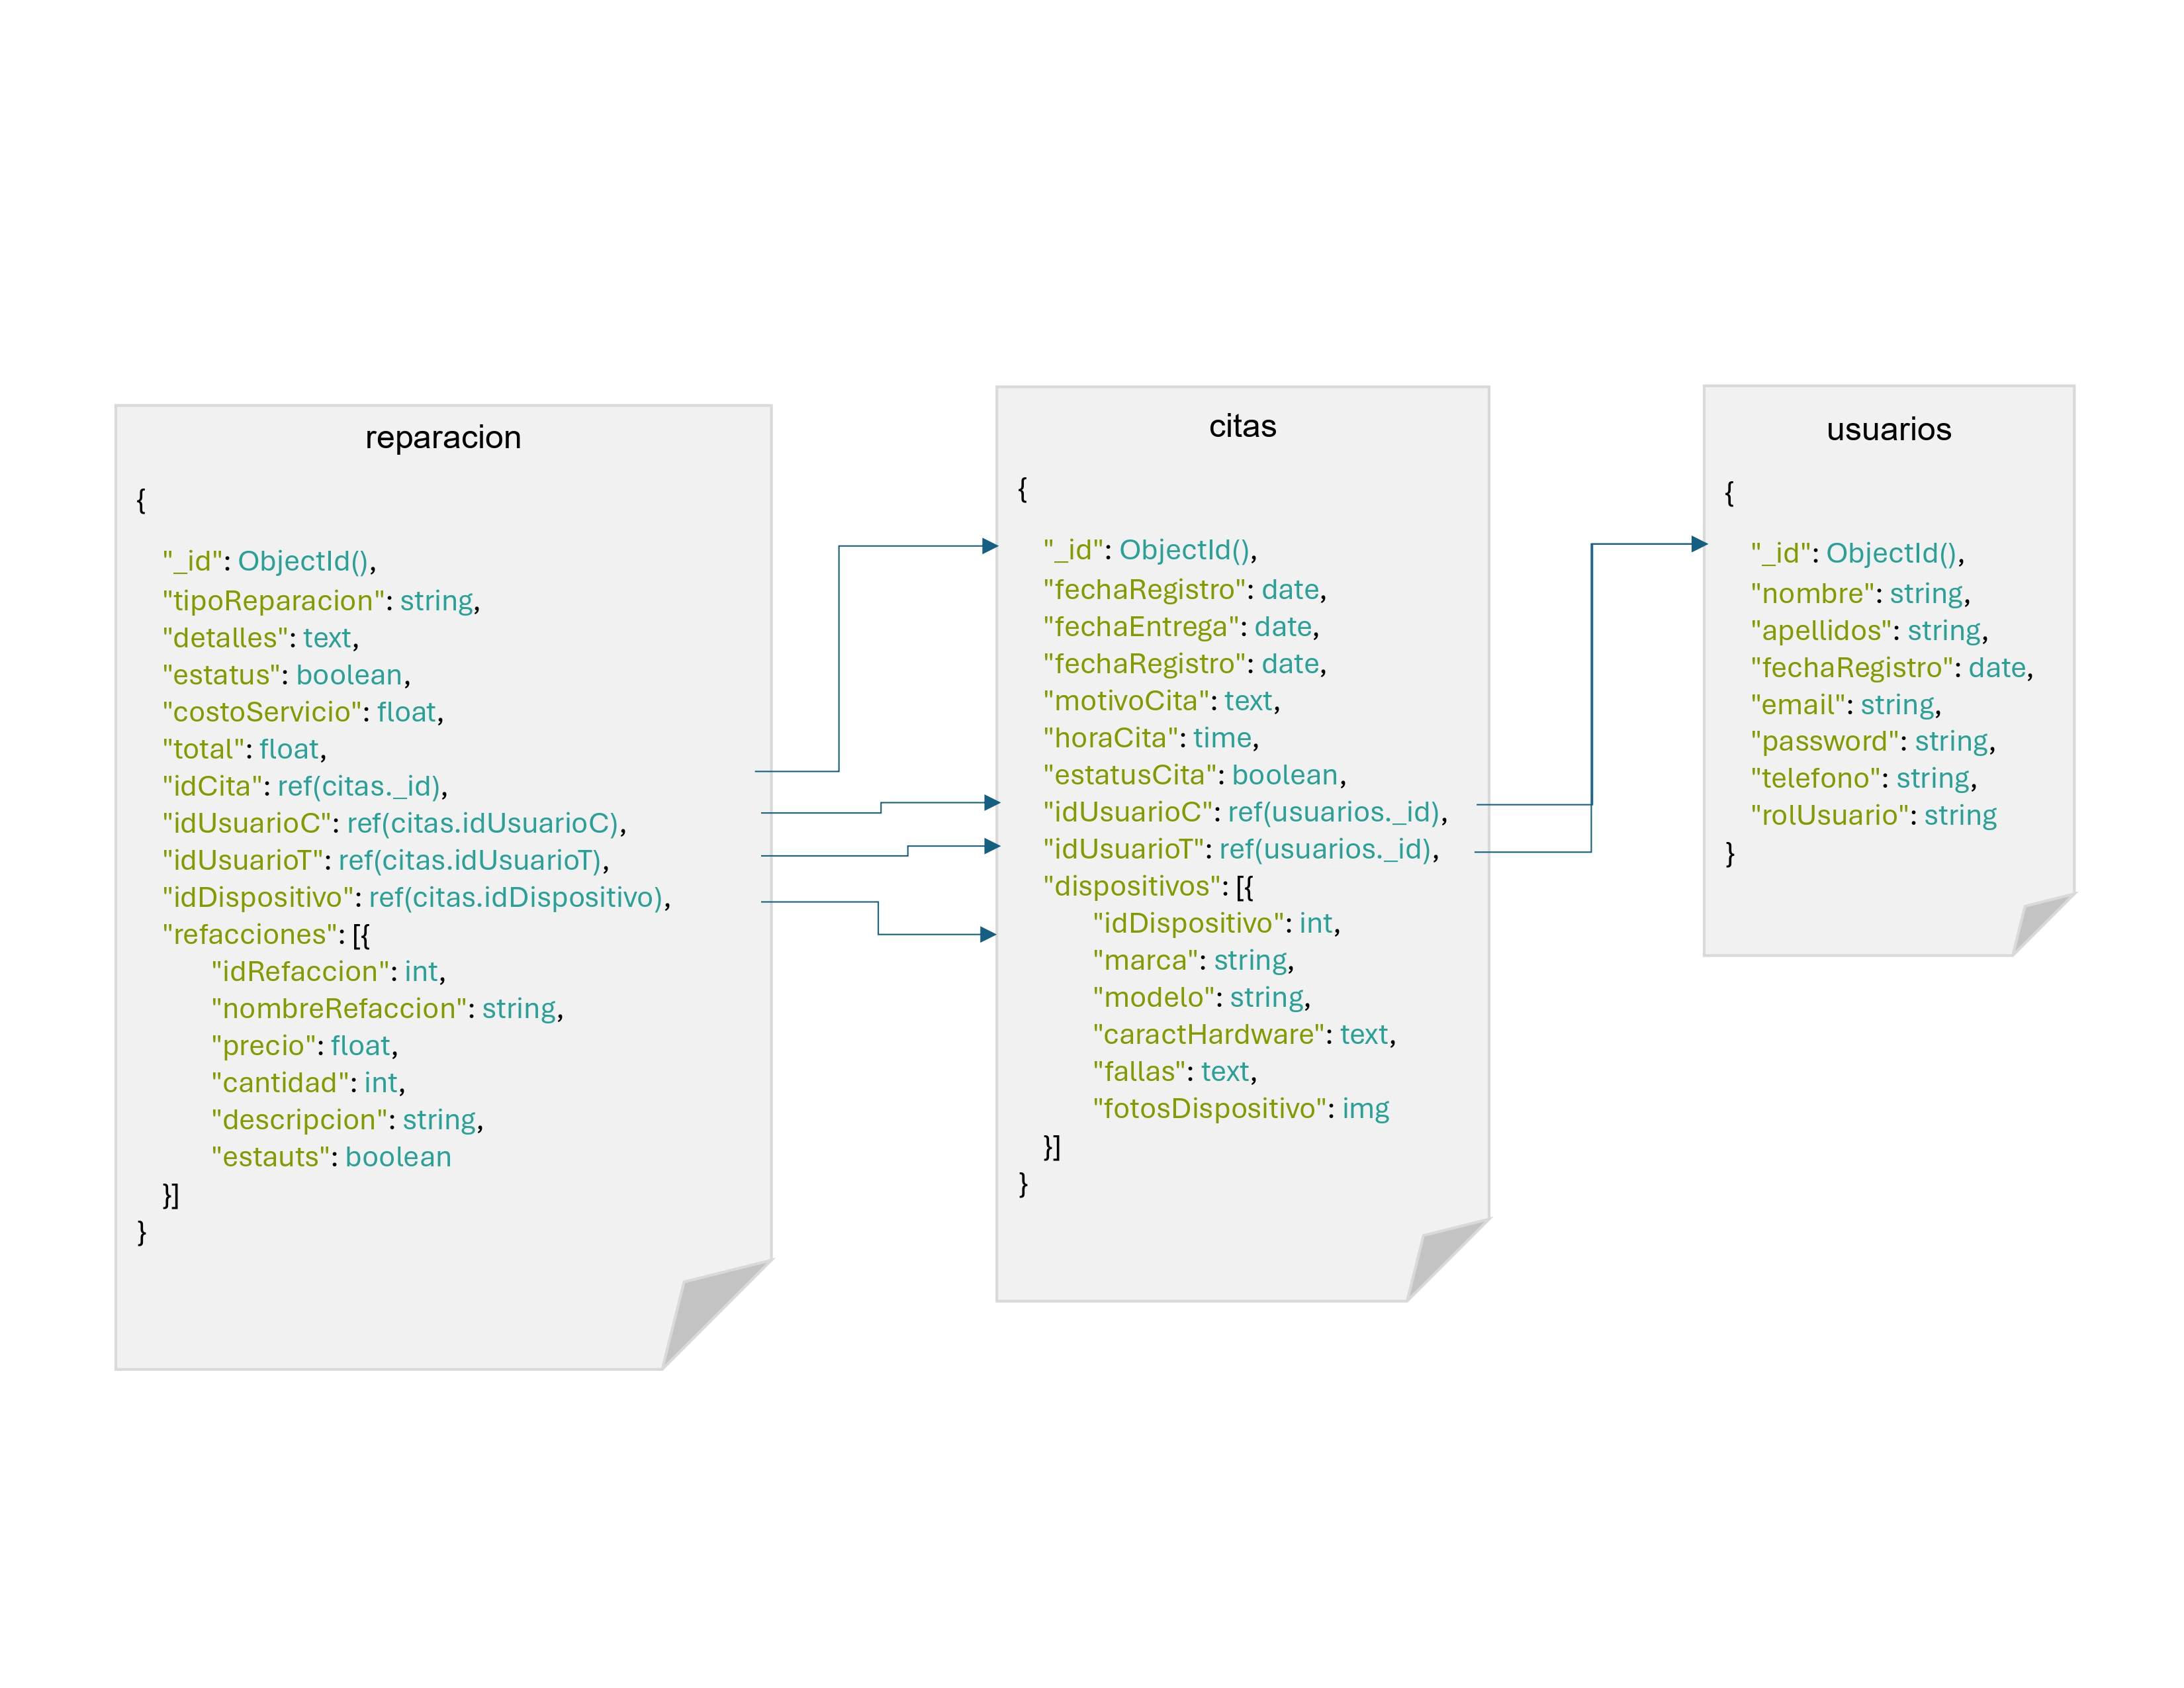 reparacion
{
"_id": ObjectId(),
"tipoReparacion": string,
"detalles": text,
"estatus": boolean,
"costoServicio": float,
"total": float,
"idCita": ref(citas._id),
"idUsuarioC": ref(citas.idUsuarioC),
"idUsuarioT": ref(citas.idUsuarioT),
"idDispositivo": ref(citas.idDispositivo),
"refacciones": [{
"idRefaccion": int,
"nombreRefaccion": string,
"precio": float,
"cantidad": int,
"descripcion": string,
"estauts": boolean
}]
}
citas
{
"_id": ObjectId(),
"fechaRegistro": date,
"fechaEntrega": date,
"fechaRegistro": date,
"motivoCita": text,
"horaCita": time,
"estatusCita": boolean,
"idUsuarioC": ref(usuarios._id),
"idUsuarioT": ref(usuarios._id),
"dispositivos": [{
"idDispositivo": int,
"marca": string,
"modelo": string,
"caractHardware": text,
"fallas": text,
"fotosDispositivo": img
}]
}
usuarios
{
"_id": ObjectId(),
"nombre": string,
"apellidos": string,
"fechaRegistro": date,
"email": string,
"password": string,
"telefono": string,
"rolUsuario": string
}